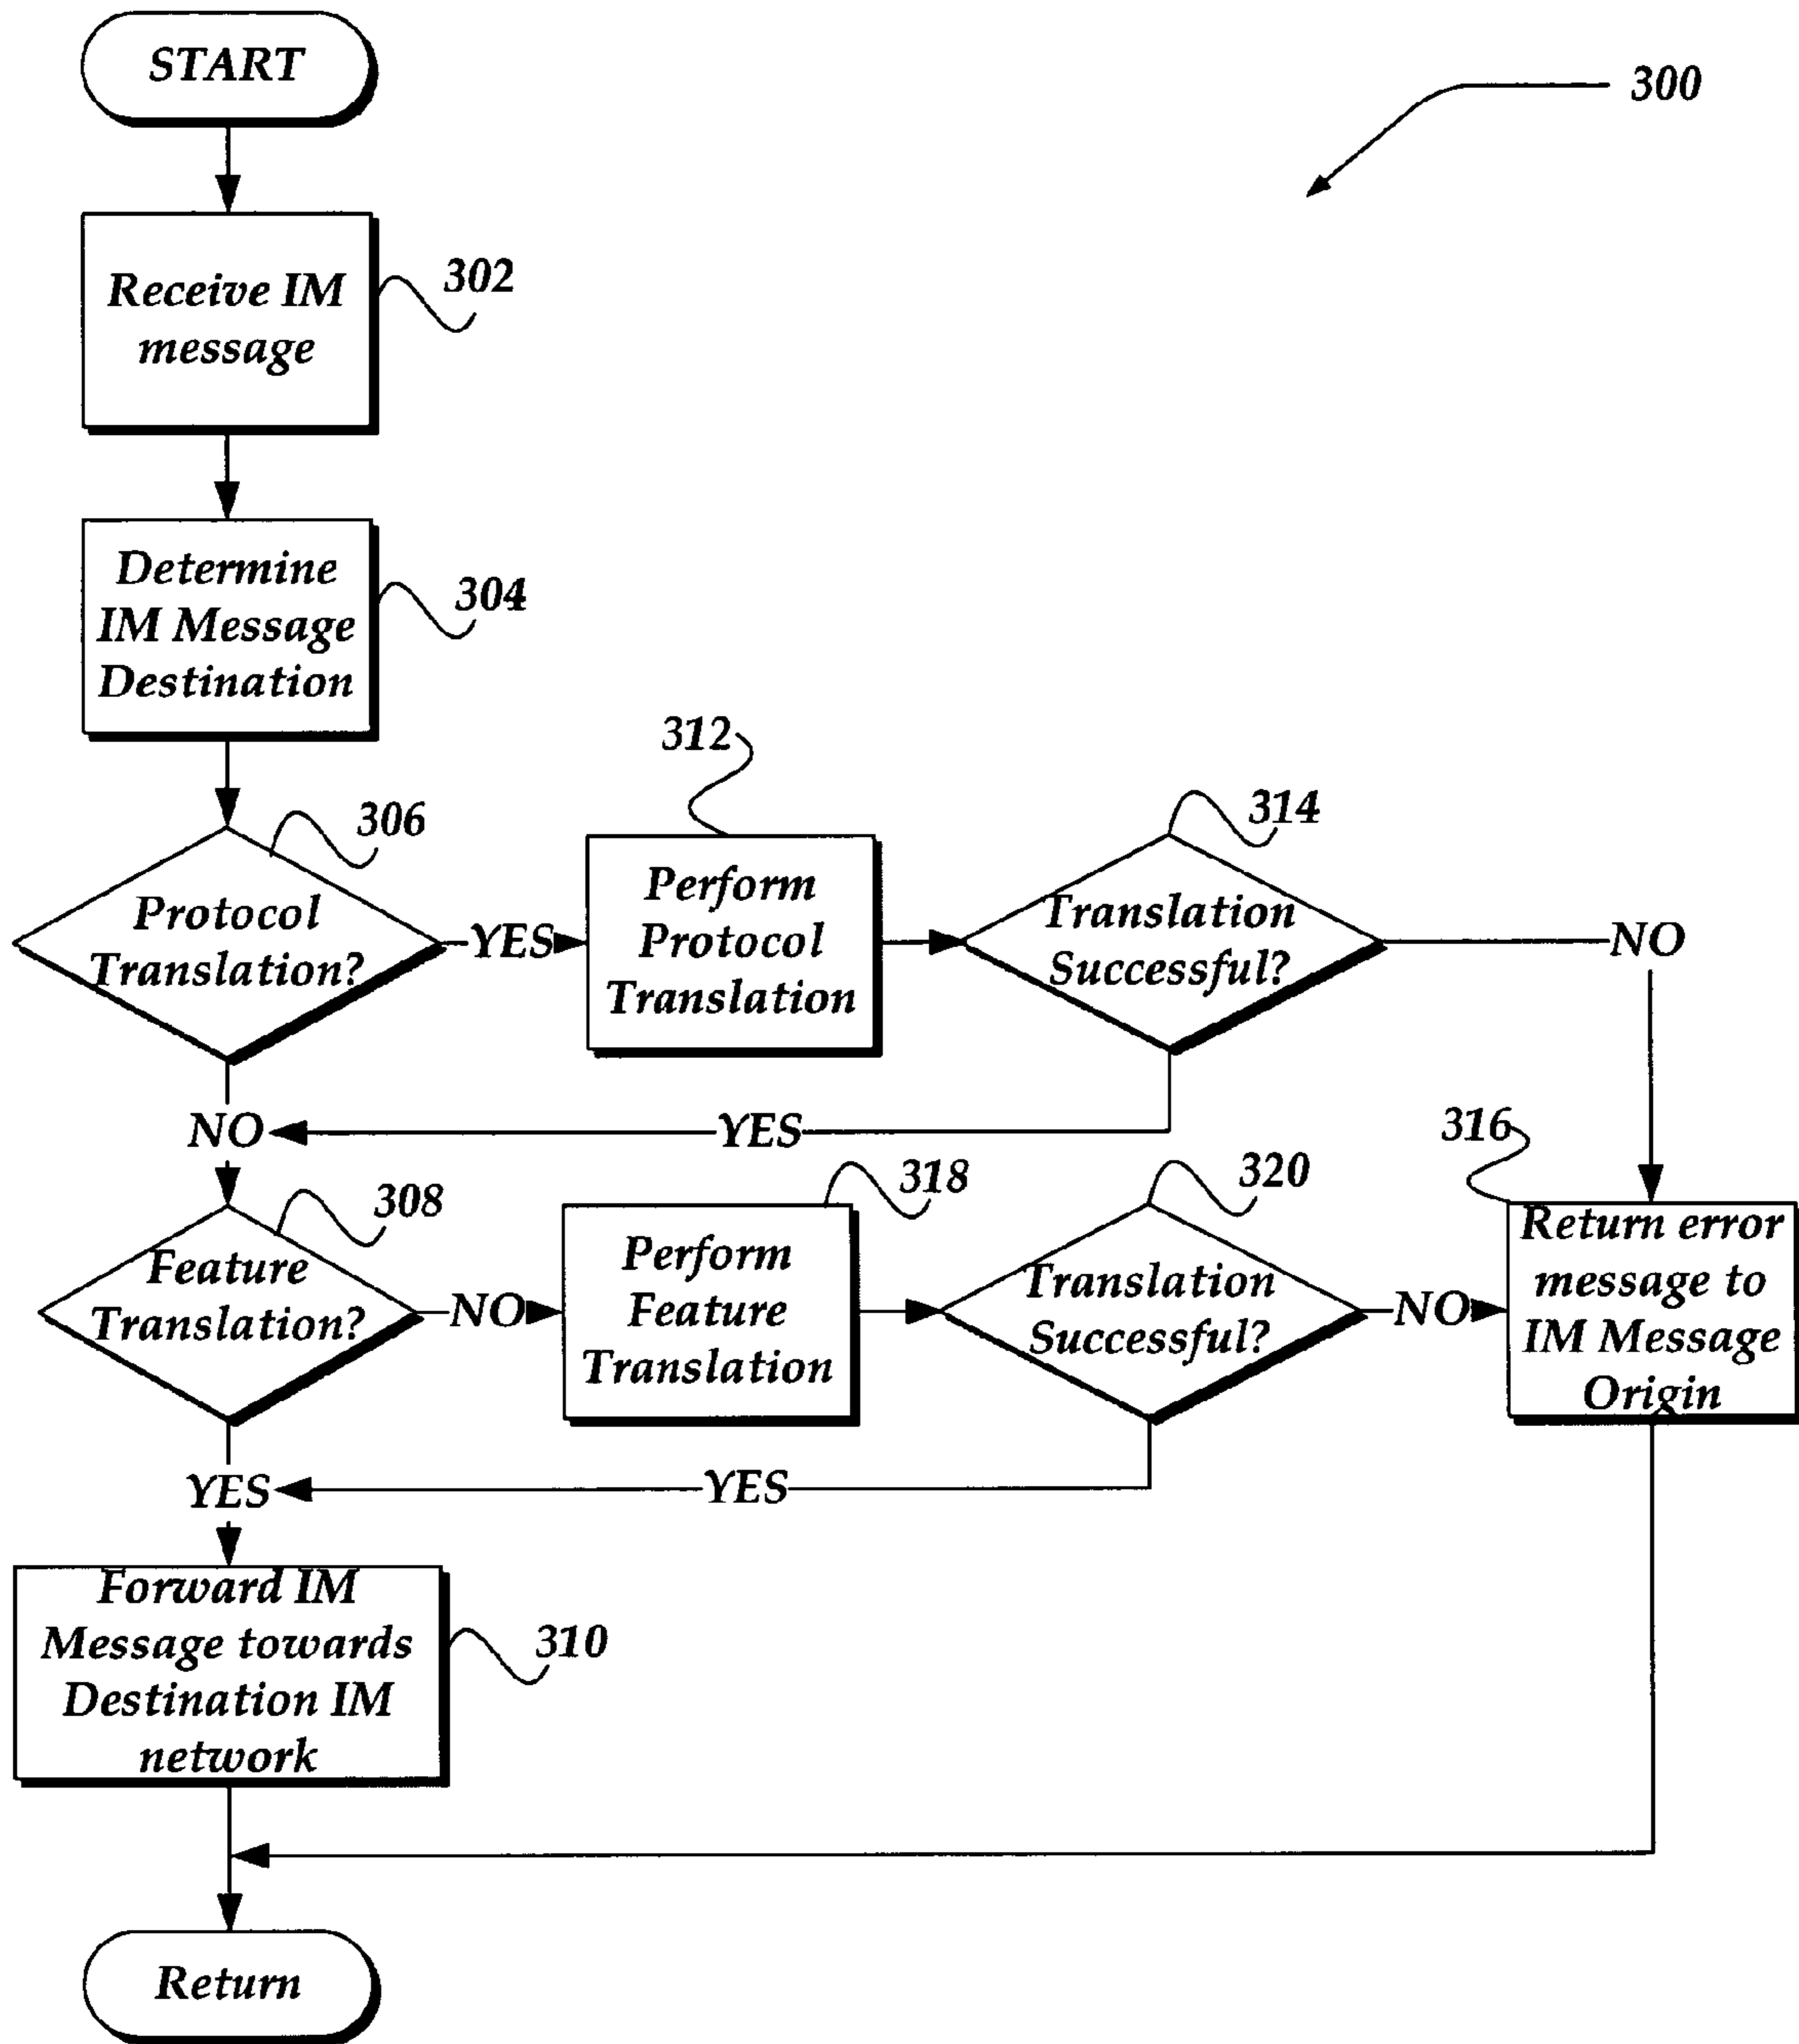 START
300
Receive IM
message
302
Determine
IM Message
Destination
304
312
306
314
Protocol
Translation?
YES
Perform
Protocol
Translation
Translation
Successful?
NO
NO
YES
316
308
318
320
Feature
Translation?
NO
Perform
Feature
Translation
Translation
Successful?
NO
Return error
message to
IM Message
Origin
YES
YES
Forward IM
Message towards
Destination IM
network
310
Return